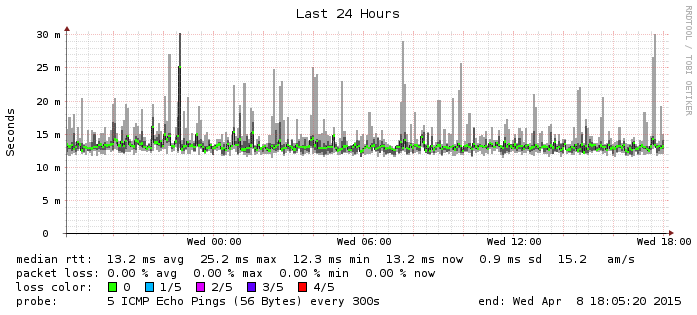 Last 24 Hours
RRDTOOL / TOBI OETIKER
Seconds
30 m
25 m
20 m
15 m
10 m
5 m
0
Wed 00:00 Wed 06:00 Wed 12:00 Wed 18:00
median rtt: 13.2 ms avg 25.2 ms max 12.3 ms min 13.2 ms now 0.9 ms sd 15.2 am/s
packet loss: 0.00 % avg 0.00 % max 0.00 % min 0.00 % now
loss color: 0 1/5 2/5 3/5 4/5
probe: 5 ICMP Echo Pings (56 Bytes) every 300s end: Wed Apr 8 18:05:20 2015